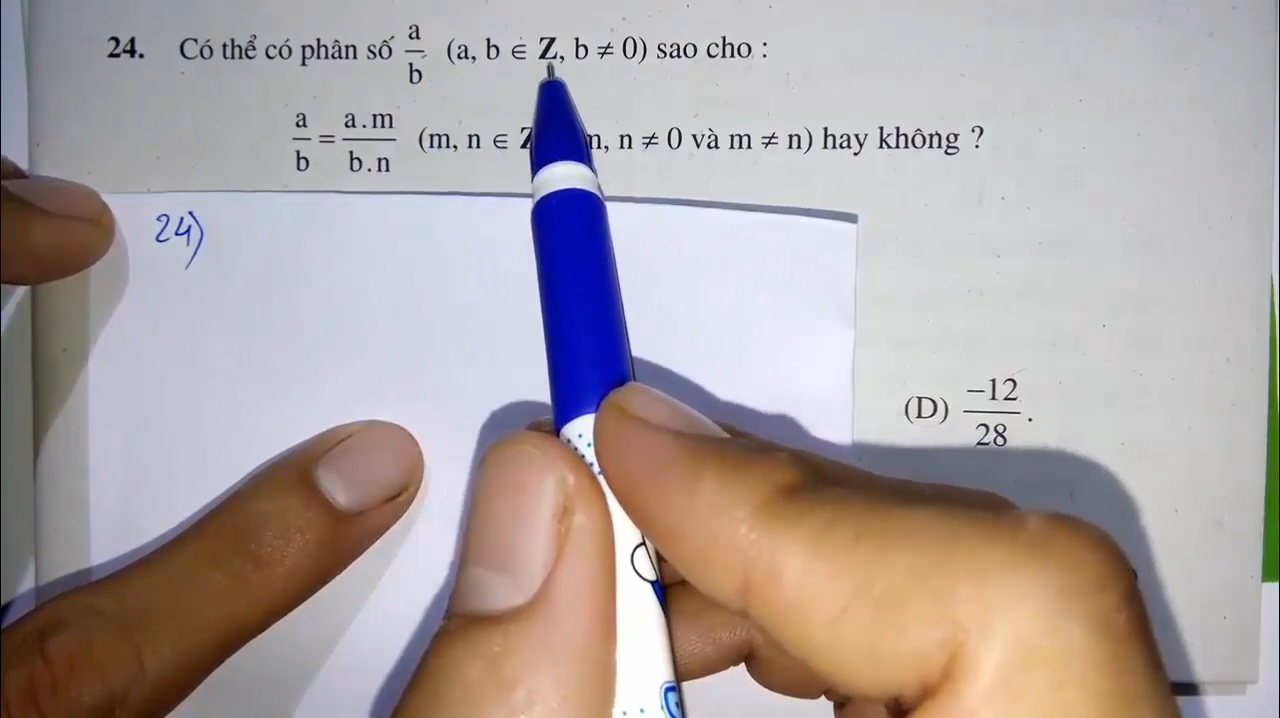 24. Có thể có phân số a/b (a, b ∈ Z, b ≠ 0) sao cho :
a/b = a.m/b.n (m, n ∈ Z n, n ≠ 0 và m ≠ n) hay không ?
24)
(D) -12/28 .